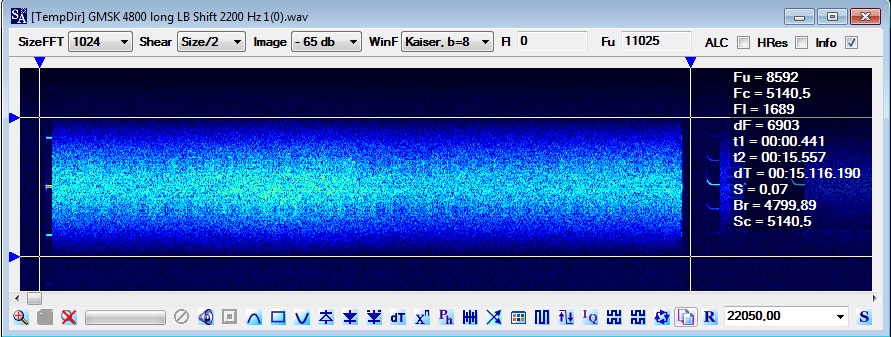 [TempDir] GMSK 4800 long LB Shift 2200 Hz 1(0).wav
SizeFFT 1024 Shear Size/2 Image - 65 db WinF Kaiser, b=8 Fl 0 Fu 11025 ALC HRes Info
Fu = 8592
Fc = 5140,5
Fl = 1689
dF = 6903
t1 = 00:00.441
t2 = 00:15.557
dT = 00:15.116.190
S = 0,07
Br = 4799,89
Sc = 5140,5
dT xⁿ Ph IQ R 22050,00 S